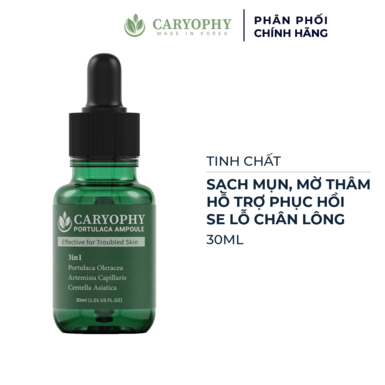 CARYOPHY
MADE IN KOREA
PHÂN PHỐI
CHÍNH HÃNG
CARYOPHY
PORTULACA AMPOULE
Effective for Troubled Skin
3in1
Portulaca Oleracea
Artemisia Capillaris
Centella Asiatica
30ml (1.01 US.FL.OZ)
TINH CHẤT
SẠCH MỤN, MỜ THÂM
HỖ TRỢ PHỤC HỒI
SE LỖ CHÂN LÔNG
30ML